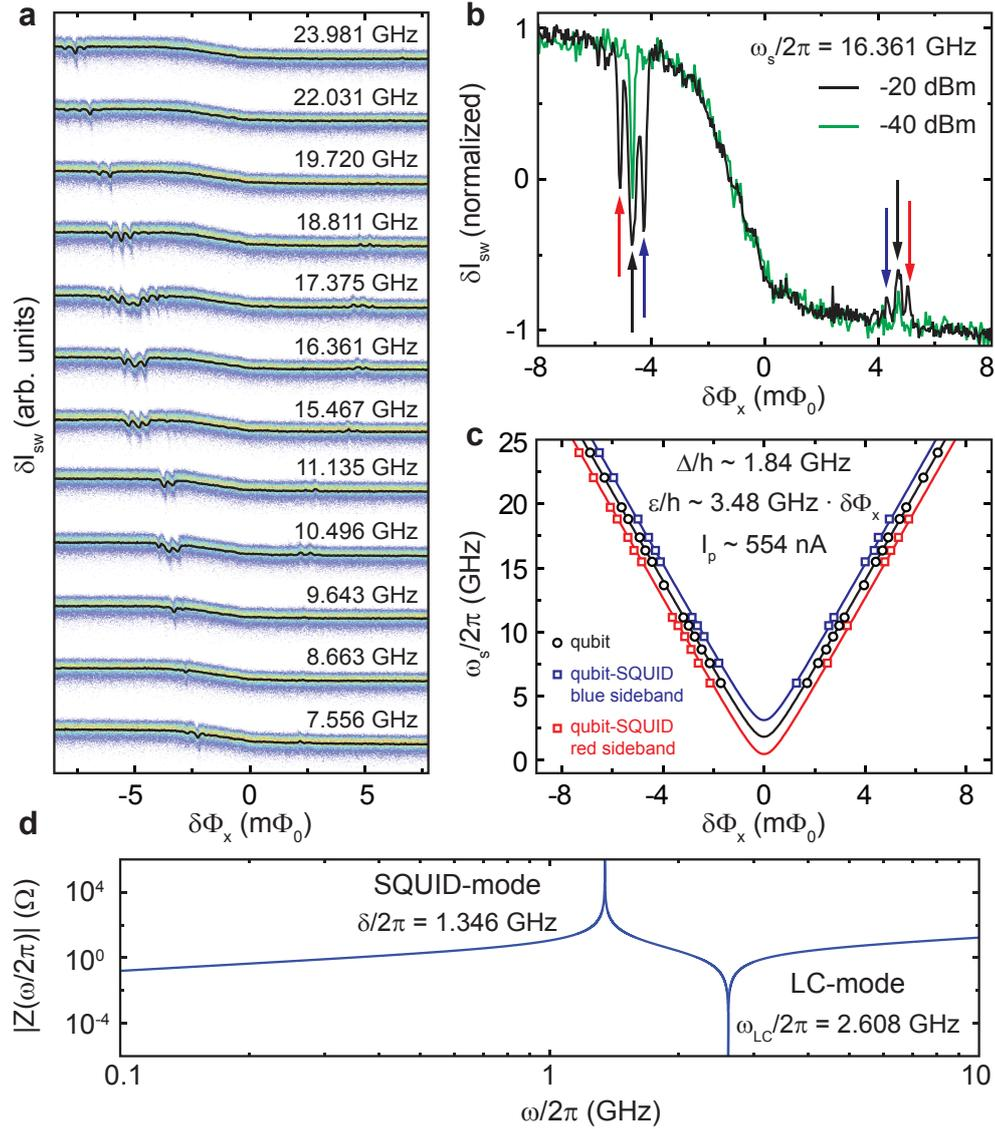 a
23.981 GHz
22.031 GHz
19.720 GHz
18.811 GHz
17.375 GHz
16.361 GHz
15.467 GHz
11.135 GHz
10.496 GHz
9.643 GHz
8.663 GHz
7.556 GHz
δI_sw (arb. units)
-5 0 5
δΦ_x (mΦ_0)
b
ω_s/2π = 16.361 GHz
-20 dBm
-40 dBm
1
0
-1
δI_sw (normalized)
-8 -4 0 4 8
δΦ_x (mΦ_0)
c
Δ/h ~ 1.84 GHz
ε/h ~ 3.48 GHz · δΦ_x
I_p ~ 554 nA
qubit
qubit-SQUID
blue sideband
qubit-SQUID
red sideband
25
20
15
10
5
0
ω_s/2π (GHz)
-8 -4 0 4 8
δΦ_x (mΦ_0)
d
SQUID-mode
δ/2π = 1.346 GHz
LC-mode
ω_LC/2π = 2.608 GHz
10^4
10^0
10^-4
|Z(ω/2π)| (Ω)
0.1 1 10
ω/2π (GHz)